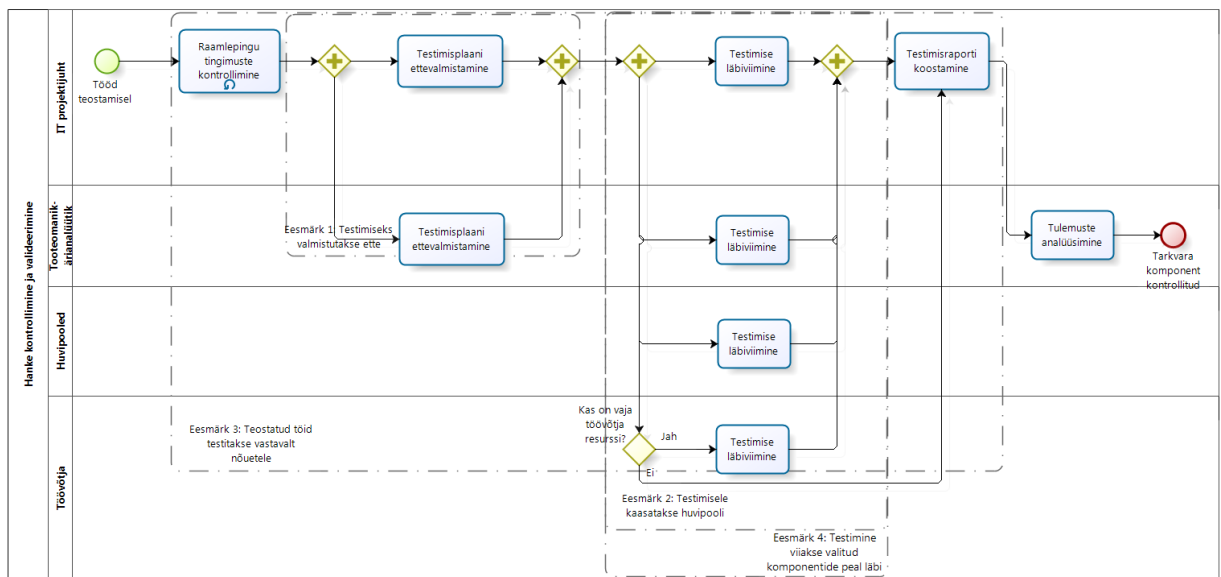 Hanke kontrollimine ja valideerimine
IT projektijuht
Tööd
teostamisel
Raamlepingu
tingimuste
kontrollimine
Testimisplaani
ettevalmistamine
Testimise
läbiviimine
Testimisraporti
koostamine
Tooteomanik-
ärianalüütik
Eesmärk 1: Testimiseks
valmistutakse ette
Testimisplaani
ettevalmistamine
Testimise
läbiviimine
Tulemuste
analüüsimine
Tarkvara
komponent
kontrollitud
Huvipooled
Testimise
läbiviimine
Töövõtja
Eesmärk 3: Teostatud töid
testitakse vastavalt
nõuetele
Kas on vaja
töövõtja
resurssi?
Jah
Ei
Testimise
läbiviimine
Eesmärk 2: Testimisele
kaasatakse huvipooli
Eesmärk 4: Testimine
viiakse valitud
komponentide peal läbi